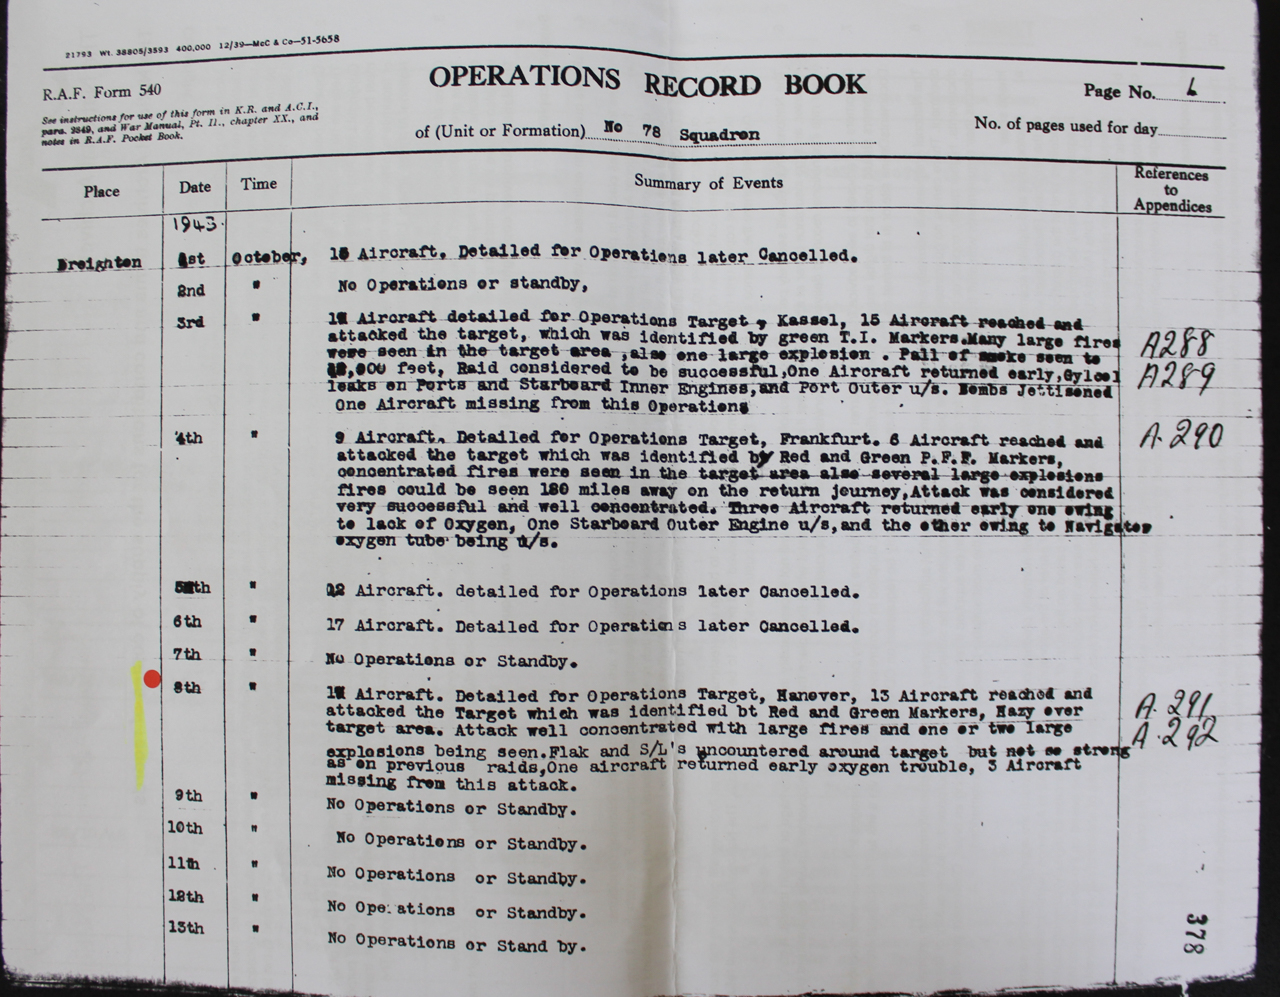 21793 Wt. 38805/3593 400,000 12/39—McC & Co—51-5658
R.A.F. Form 540
OPERATIONS RECORD BOOK
Page No.
See instructions for use of this form in K.R. and A.C.I.,
para. 2349, and War Manual, Pt. II., chapter XX., and
notes in R.A.F. Pocket Book.
of (Unit or Formation) No 78 Squadron
No. of pages used for day
Place Date Time Summary of Events References to Appendices
1943.
Breighton 1st October, Aircraft. Detailed for Operations later Cancelled.
2nd " No Operations or standby,
3rd " Aircraft detailed for Operations Target, Kassel, 15 Aircraft reached and
attacked the target, which was identified by green T.I. Markers.Many large fires
were seen in the target area ,also one large explosion . Pall of smoke seen to A288
feet, Raid considered to be successful,One Aircraft returned early,Gylcol A289
leaks on Ports and Starboard Inner Engines,and Port Outer u/s. Bombs Jettisoned
One Aircraft missing from this Operations
4th " 9 Aircraft. Detailed for Operations Target, Frankfurt. 6 Aircraft reached and A.290
attacked the target which was identified by Red and Green P.F.F. Markers,
concentrated fires were seen in the target area also several large explosions
fires could be seen 120 miles away on the return journey,Attack was considered
very successful and well concentrated. Three Aircraft returned early one owing
to lack of Oxygen, One Starboard Outer Engine u/s,and the other owing to Navigator
oxygen tube being u/s.
5th " 12 Aircraft. detailed for Operations later Cancelled.
6th " 17 Aircraft. Detailed for Operations later Cancelled.
7th " No Operations or Standby.
8th " Aircraft. Detailed for Operations Target, Hanover, 13 Aircraft reached and
attacked the Target which was identified bt Red and Green Markers, Hazy over A.291
target area. Attack well concentrated with large fires and one or two large A.292
explosions being seen.Flak and S/L's uncountered around target but not so strong
as on previous raids,One aircraft returned early oxygen trouble, 3 Aircraft
missing from this attack.
9th " No Operations or Standby.
10th " No Operations or Standby.
11th " No Operations or Standby.
12th " No Operations or Standby.
13th " No Operations or Stand by.
378